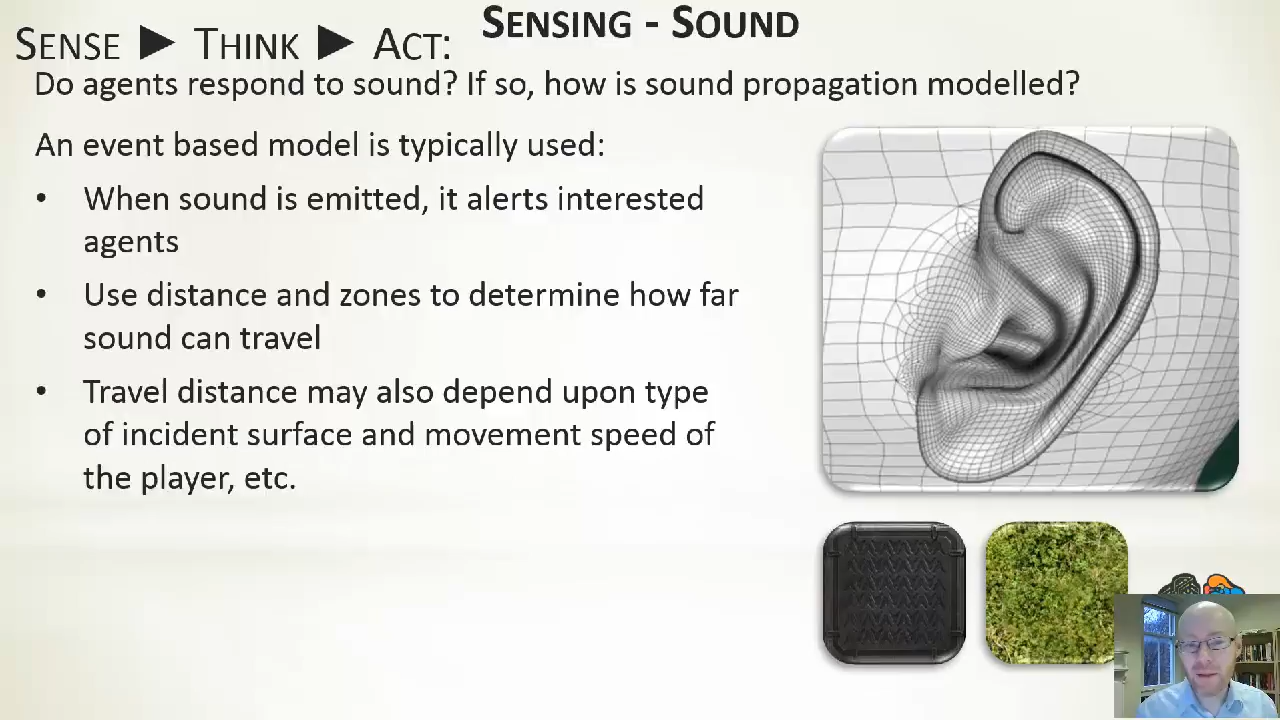 SENSING - SOUND
SENSE ► THINK ► ACT:
Do agents respond to sound? If so, how is sound propagation modelled?
An event based model is typically used:
• When sound is emitted, it alerts interested
agents
• Use distance and zones to determine how far
sound can travel
• Travel distance may also depend upon type
of incident surface and movement speed of
the player, etc.